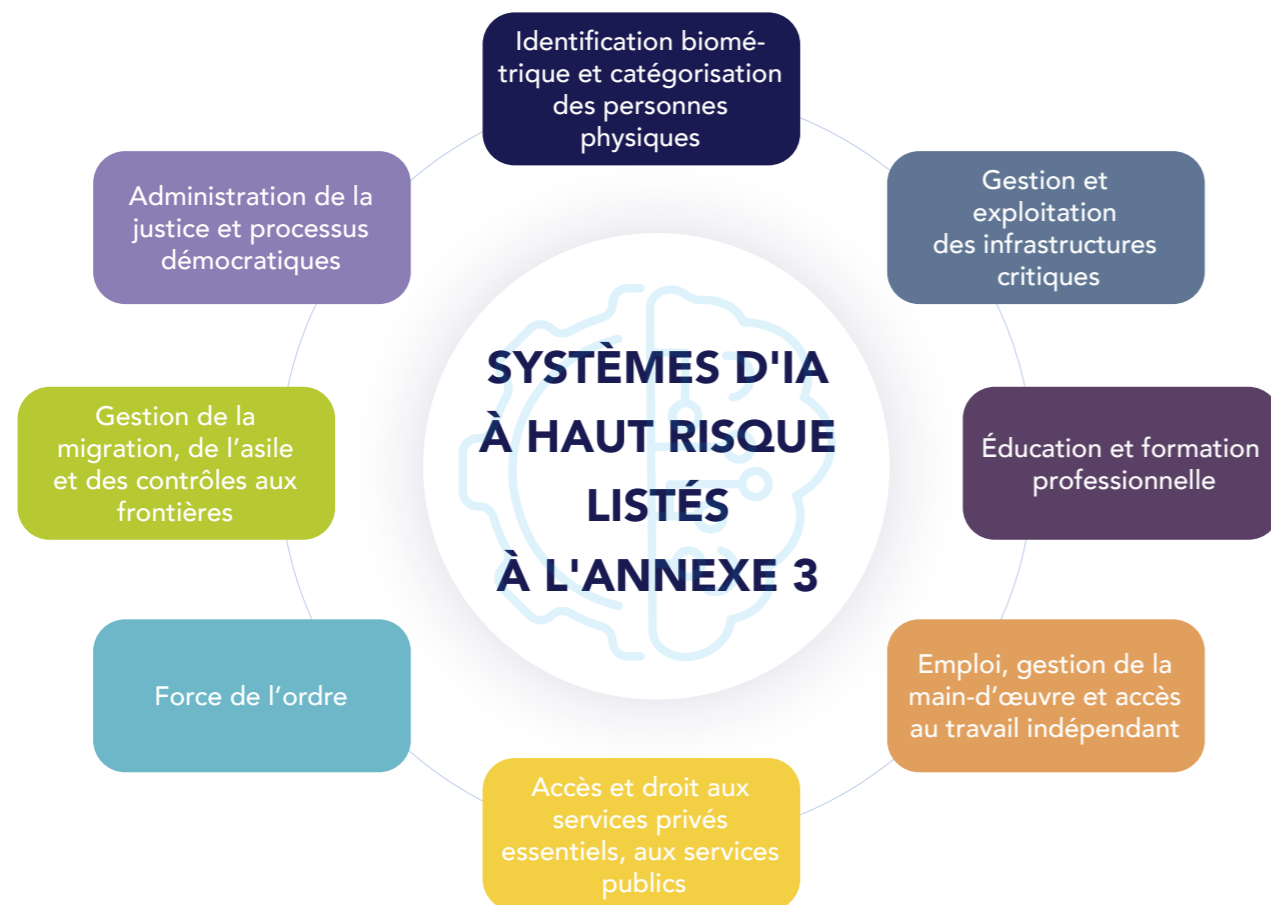 Identification biomé-
trique et catégorisation
des personnes
physiques
Gestion et
exploitation
des infrastructures
critiques
Éducation et formation
professionnelle
Emploi, gestion de la
main-d’œuvre et accès
au travail indépendant
Accès et droit aux
services privés
essentiels, aux services
publics
Force de l’ordre
Gestion de la
migration, de l’asile
et des contrôles aux
frontières
Administration de la
justice et processus
démocratiques
SYSTÈMES D'IA
À HAUT RISQUE
LISTÉS
À L'ANNEXE 3